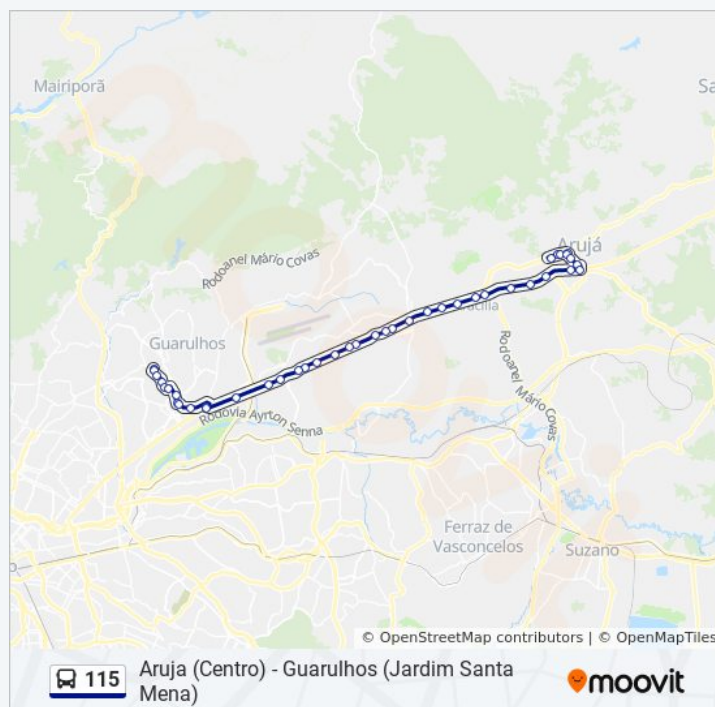 Mairiporã
Sa
Arujá
Rodoanel Mário Covas
Guarulhos
Rodoanel Mário Covas
Rodovia Ayrton Senna
Ferraz de
Vasconcelos
Suzano
© OpenStreetMap contributors | © OpenMapTiles
115
Aruja (Centro) - Guarulhos (Jardim Santa
Mena)
moovit